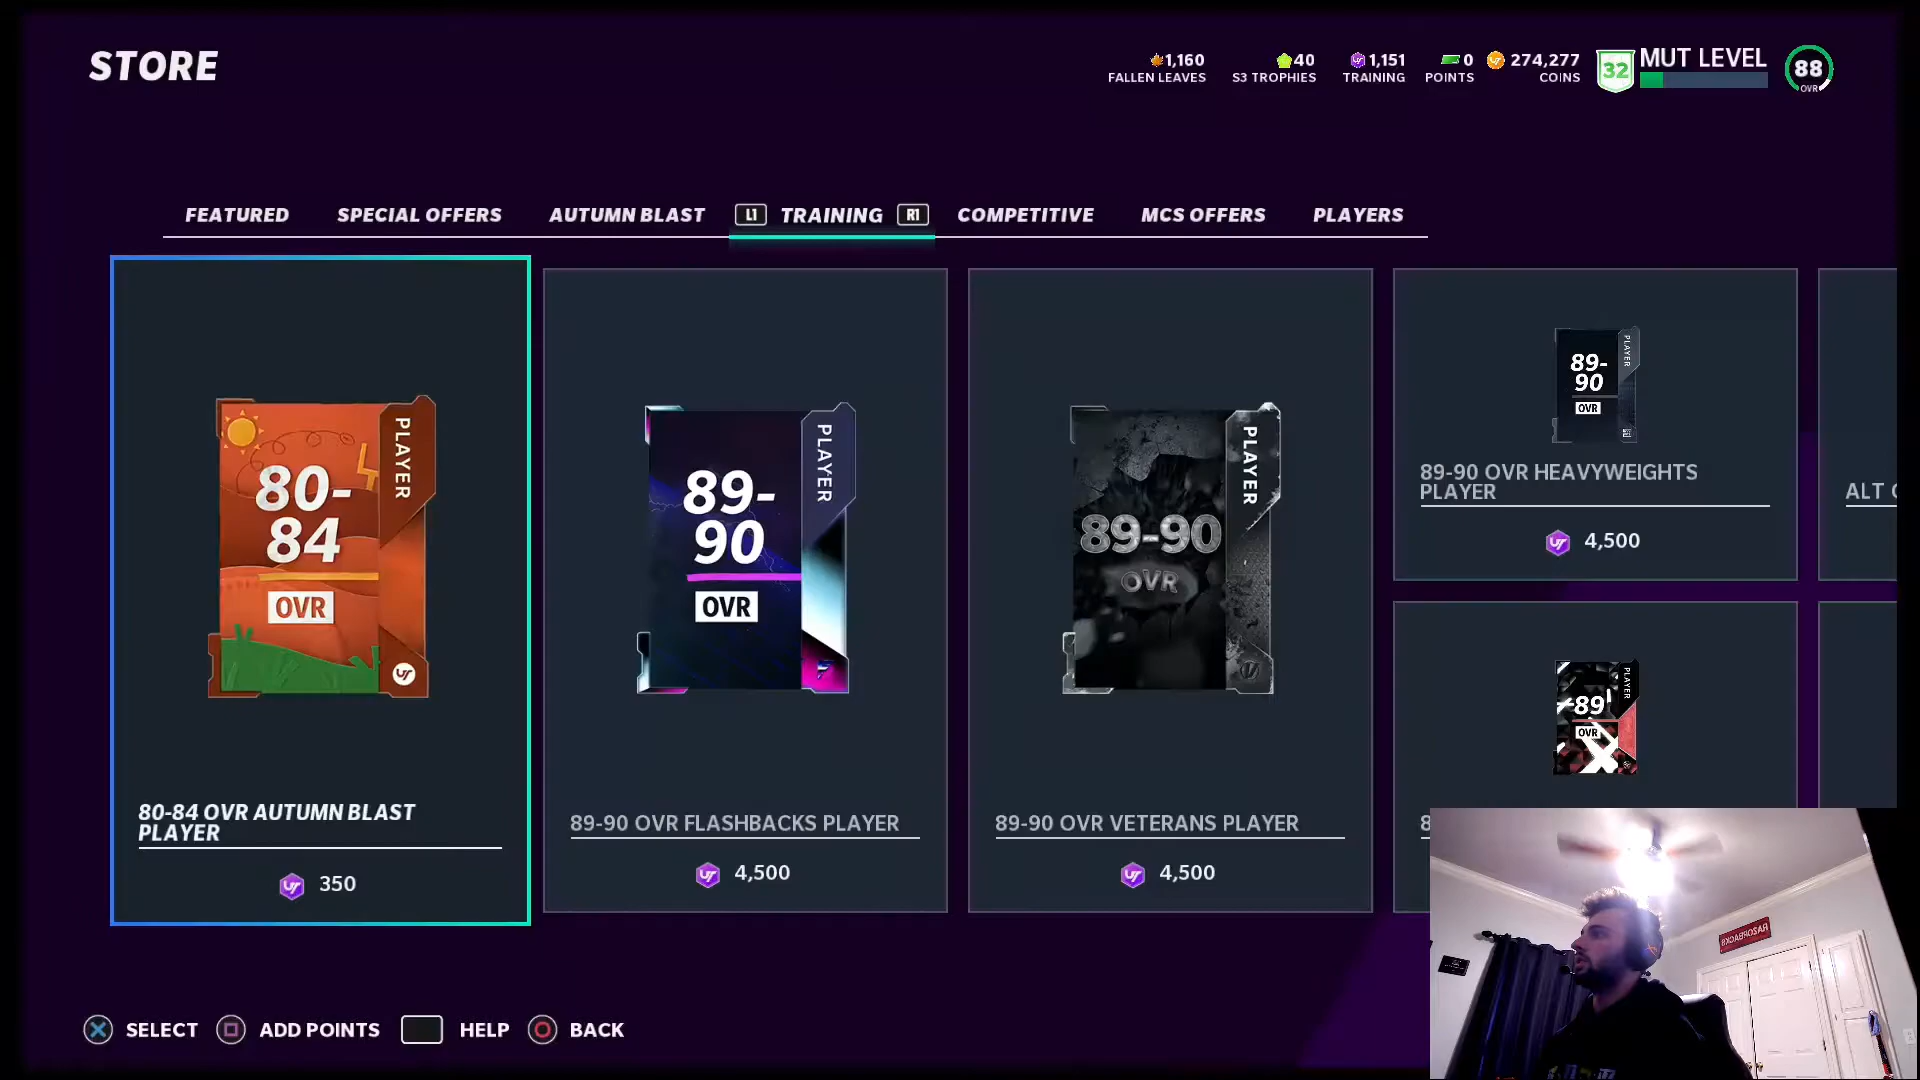 STORE
1,160
FALLEN LEAVES
40
S3 TROPHIES
1,151
TRAINING
0
POINTS
274,277
COINS
32
MUT LEVEL
88
OVR
FEATURED
SPECIAL OFFERS
AUTUMN BLAST
L1
TRAINING
R1
COMPETITIVE
MCS OFFERS
PLAYERS
80-
84
OVR
PLAYER
80-84 OVR AUTUMN BLAST
PLAYER
350
89-
90
OVR
PLAYER
89-90 OVR FLASHBACKS PLAYER
4,500
89-90
OVR
PLAYER
89-90 OVR VETERANS PLAYER
4,500
89-
90
OVR
PLAYER
89-90 OVR HEAVYWEIGHTS
PLAYER
4,500
89
OVR
PLAYER
8
ALT
RAZORBACKS
SELECT
ADD POINTS
HELP
BACK